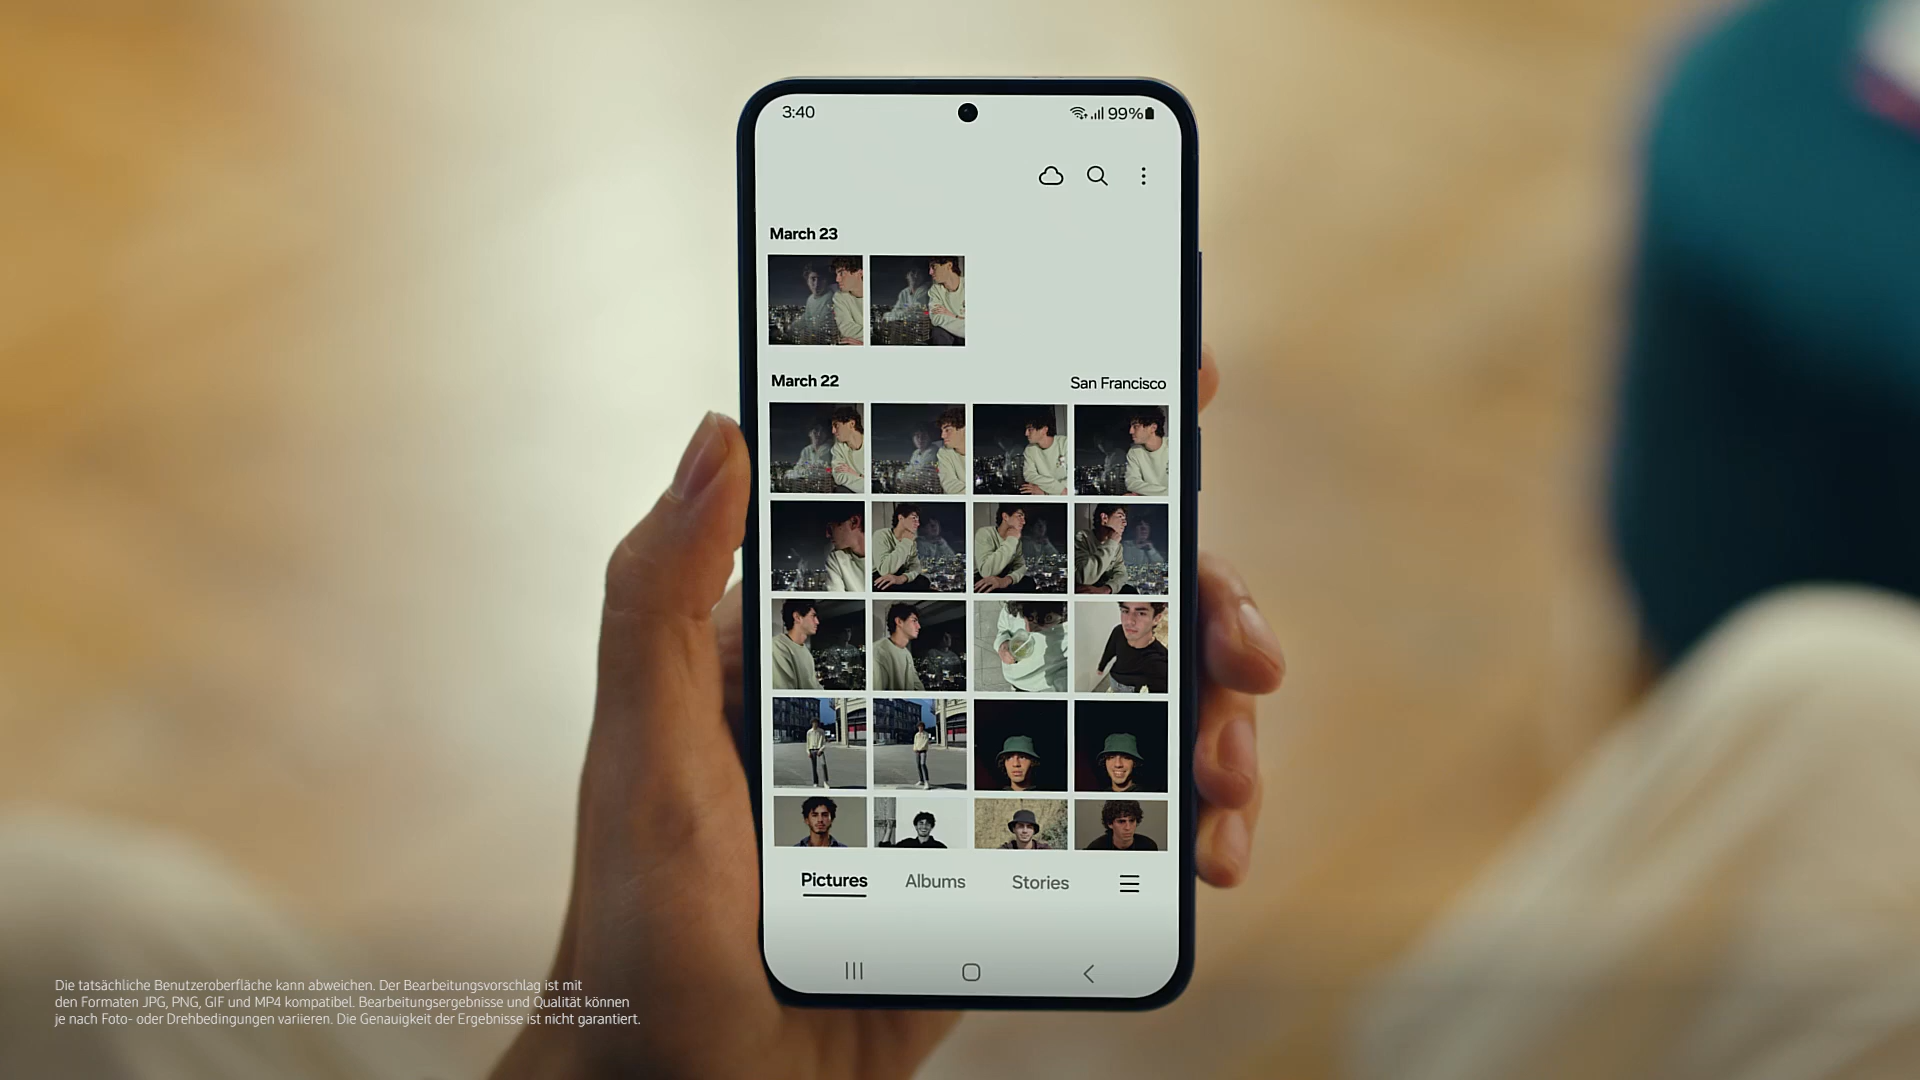 3:40
99%
March 23
March 22
San Francisco
Pictures
Albums
Stories
Die tatsächliche Benutzeroberfläche kann abweichen. Der Bearbeitungsvorschlag ist mit
den Formaten JPG, PNG, GIF und MP4 kompatibel. Bearbeitungsergebnisse und Qualität können
je nach Foto- oder Drehbedingungen variieren. Die Genauigkeit der Ergebnisse ist nicht garantiert.